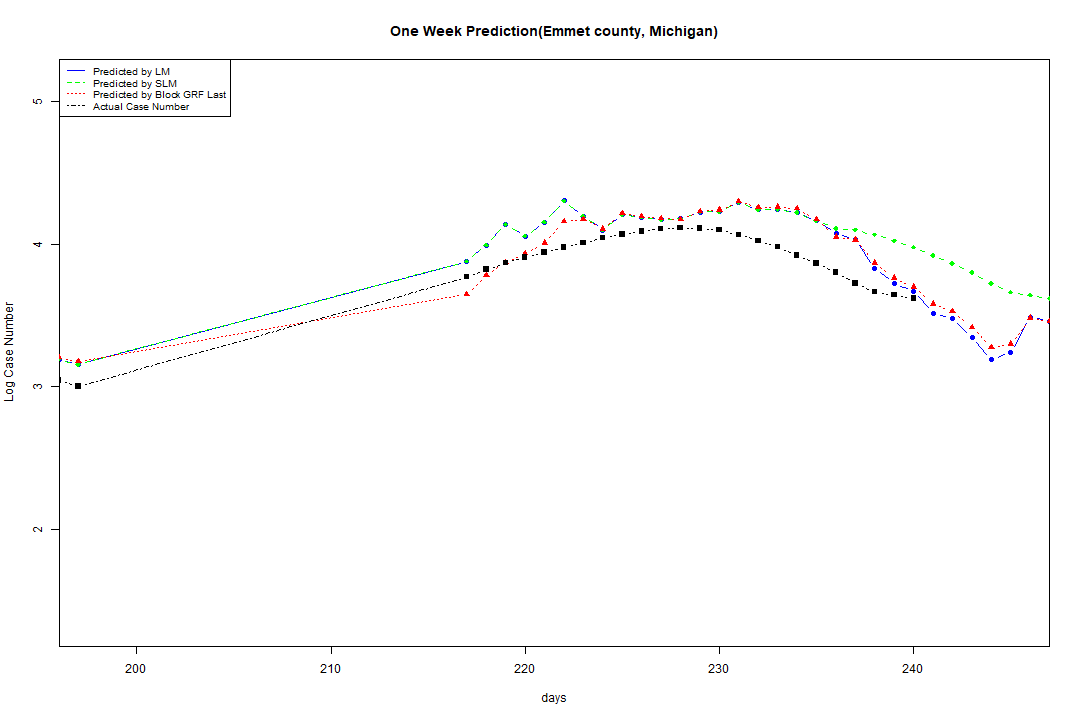 One Week Prediction(Emmet county, Michigan)
Predicted by LM
Predicted by SLM
Predicted by Block GRF Last
Actual Case Number
5
4
3
2
Log Case Number
200
210
220
230
240
days